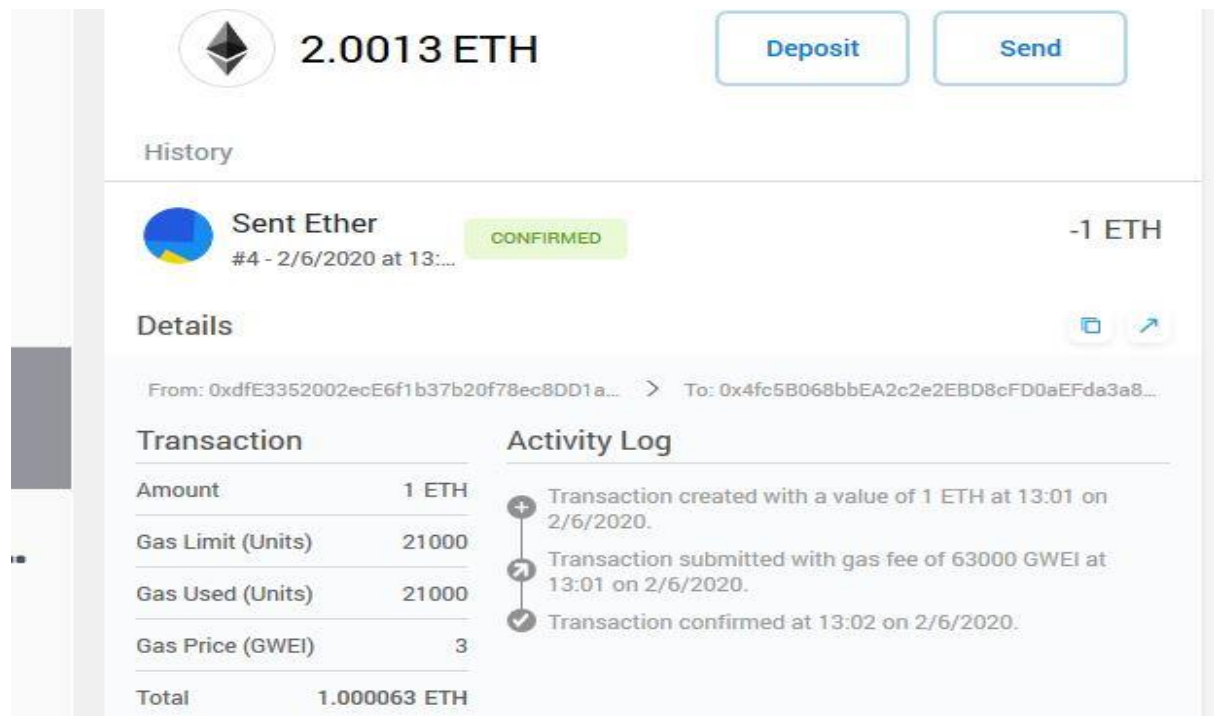 2.0013 ETH
Deposit
Send
History
Sent Ether
#4 - 2/6/2020 at 13:...
CONFIRMED
-1 ETH
Details
From: 0xdfE3352002ecE6f1b37b20f78ec8DD1a... > To: 0x4fc5B068bbEA2c2e2EBD8cFD0aEFda3a8...
Transaction
Amount 1 ETH
Gas Limit (Units) 21000
Gas Used (Units) 21000
Gas Price (GWEI) 3
Total 1.000063 ETH
Activity Log
Transaction created with a value of 1 ETH at 13:01 on
2/6/2020.
Transaction submitted with gas fee of 63000 GWEI at
13:01 on 2/6/2020.
Transaction confirmed at 13:02 on 2/6/2020.